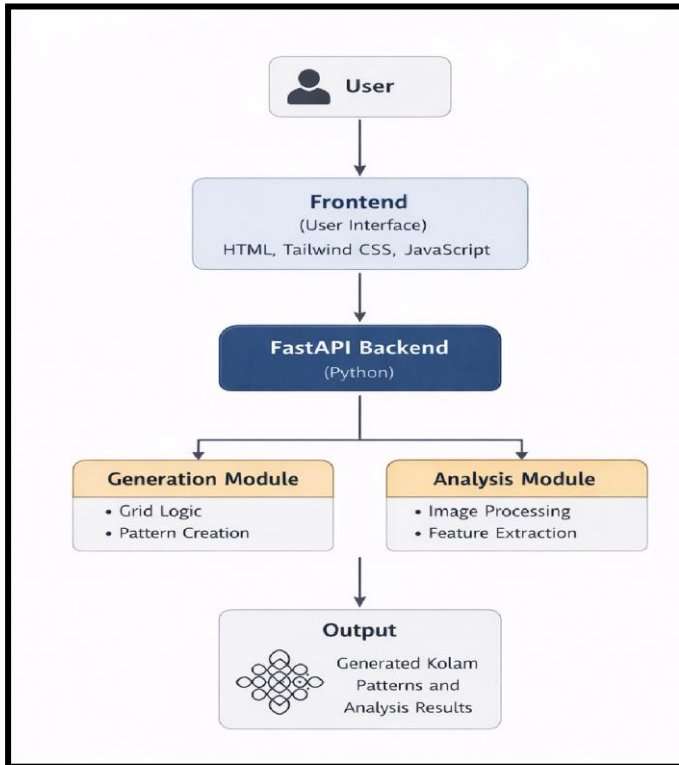 User
Frontend
(User Interface)
HTML, Tailwind CSS, JavaScript
FastAPI Backend
(Python)
Generation Module
• Grid Logic
• Pattern Creation
Analysis Module
• Image Processing
• Feature Extraction
Output
Generated Kolam
Patterns and
Analysis Results